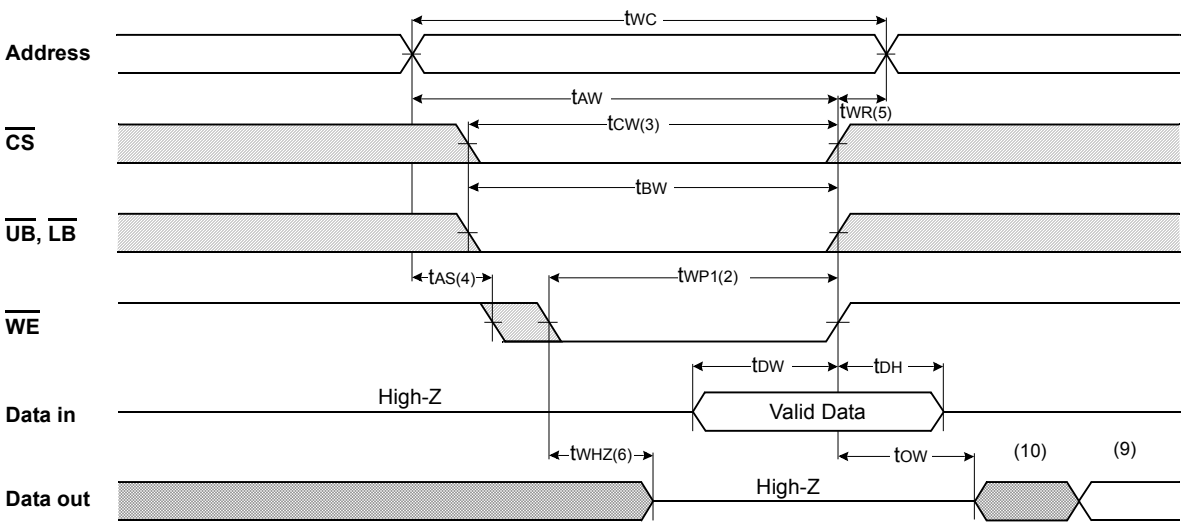 tWC
Address
tAW
tWR(5)
tCW(3)
CS
tBW
UB, LB
tAS(4)
tWP1(2)
WE
tDW
tDH
High-Z
Data in
Valid Data
tWHZ(6)
tOW
(10)
(9)
High-Z
Data out